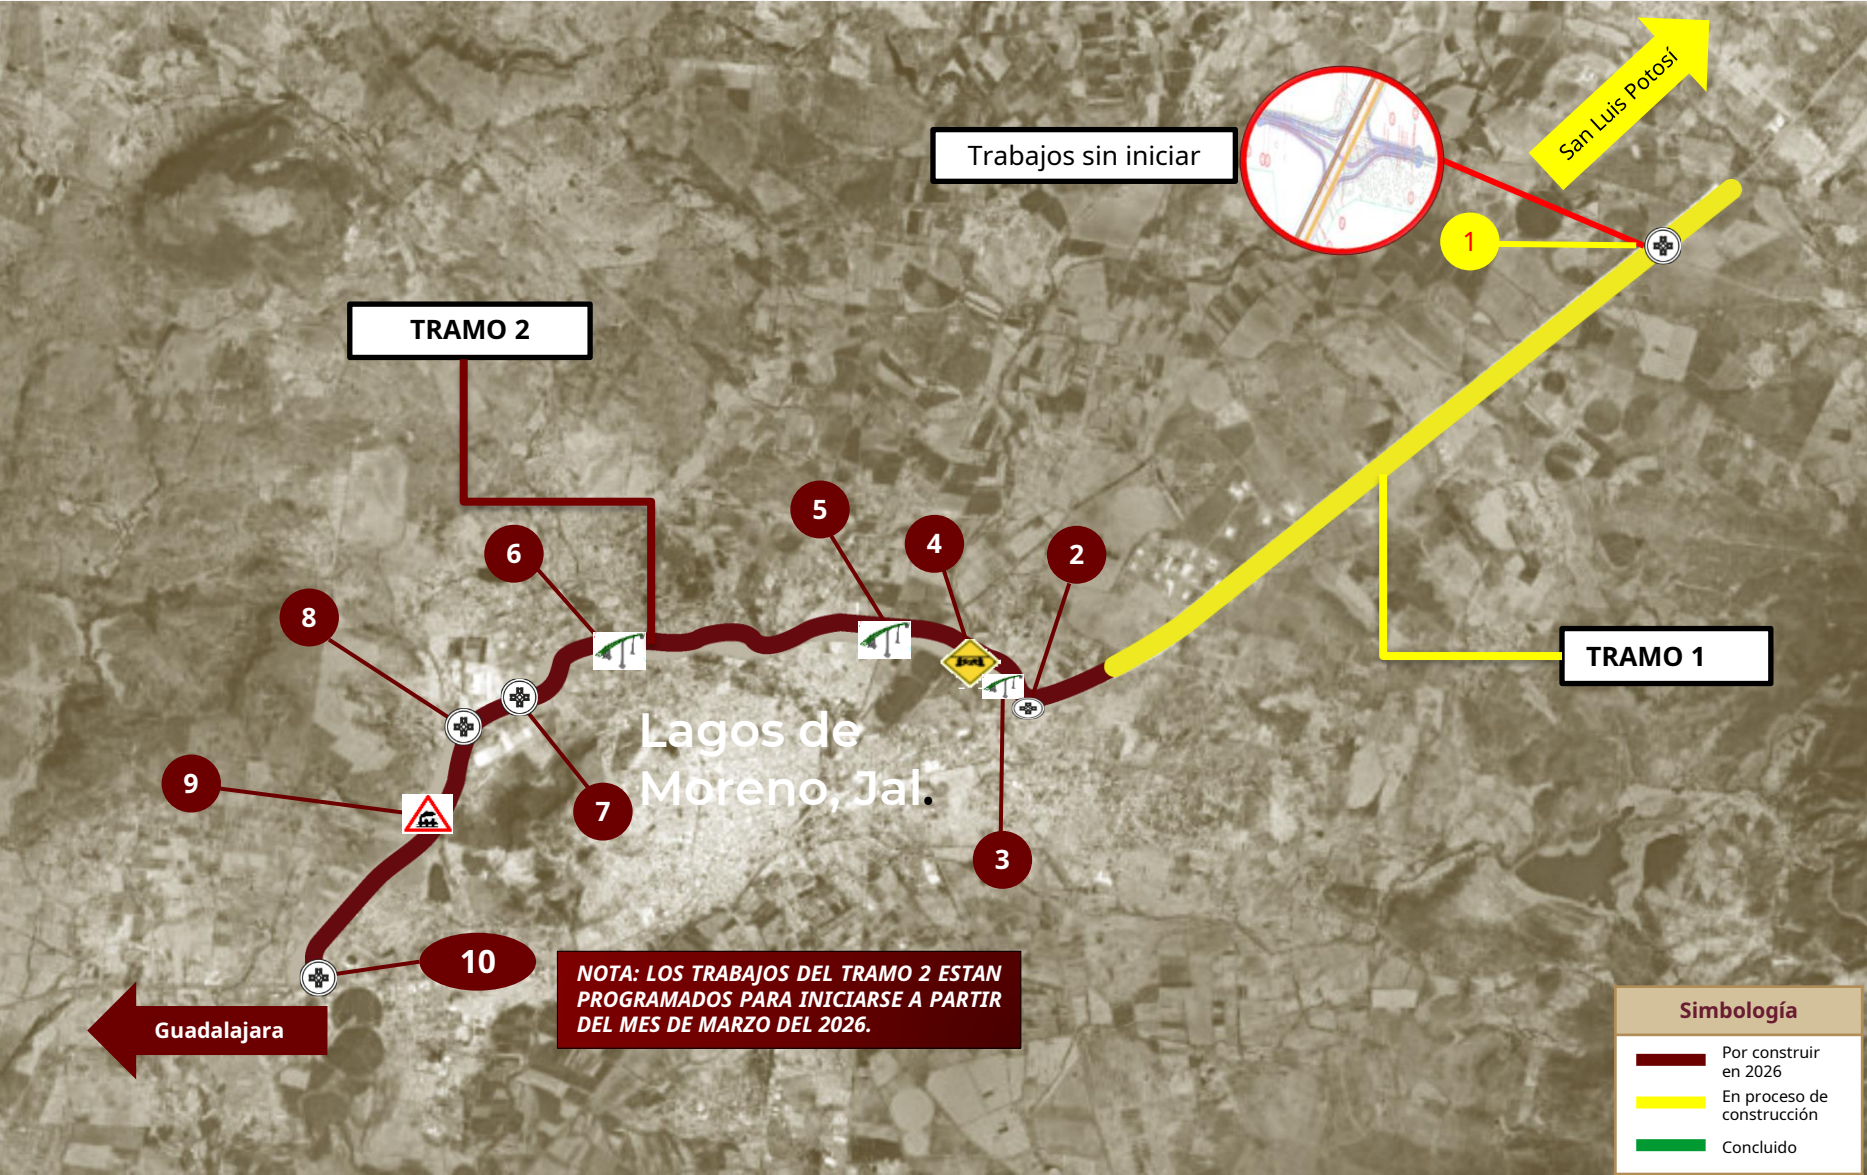 San Luis Potosí
Trabajos sin iniciar
1
TRAMO 2
5
4
2
6
8
TRAMO 1
Lagos de
Moreno, Jal.
9
7
3
10
NOTA: LOS TRABAJOS DEL TRAMO 2 ESTAN
PROGRAMADOS PARA INICIARSE A PARTIR
DEL MES DE MARZO DEL 2026.
Guadalajara
Simbología
Por construir
en 2026
En proceso de
construcción
Concluido